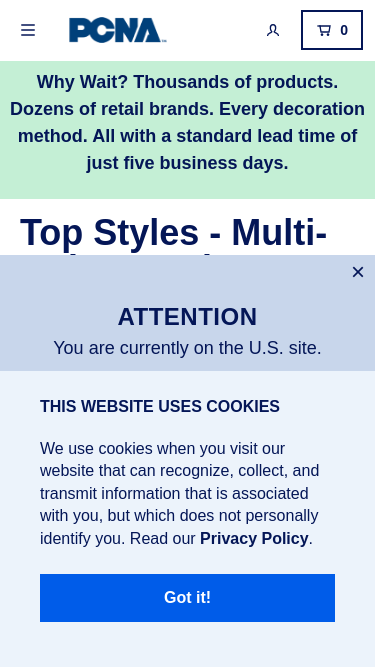 PCNA
0
Why Wait? Thousands of products.
Dozens of retail brands. Every decoration
method. All with a standard lead time of
just five business days.
Top Styles - Multi-
ATTENTION
You are currently on the U.S. site.
THIS WEBSITE USES COOKIES
We use cookies when you visit our
website that can recognize, collect, and
transmit information that is associated
with you, but which does not personally
identify you. Read our Privacy Policy.
Got it!